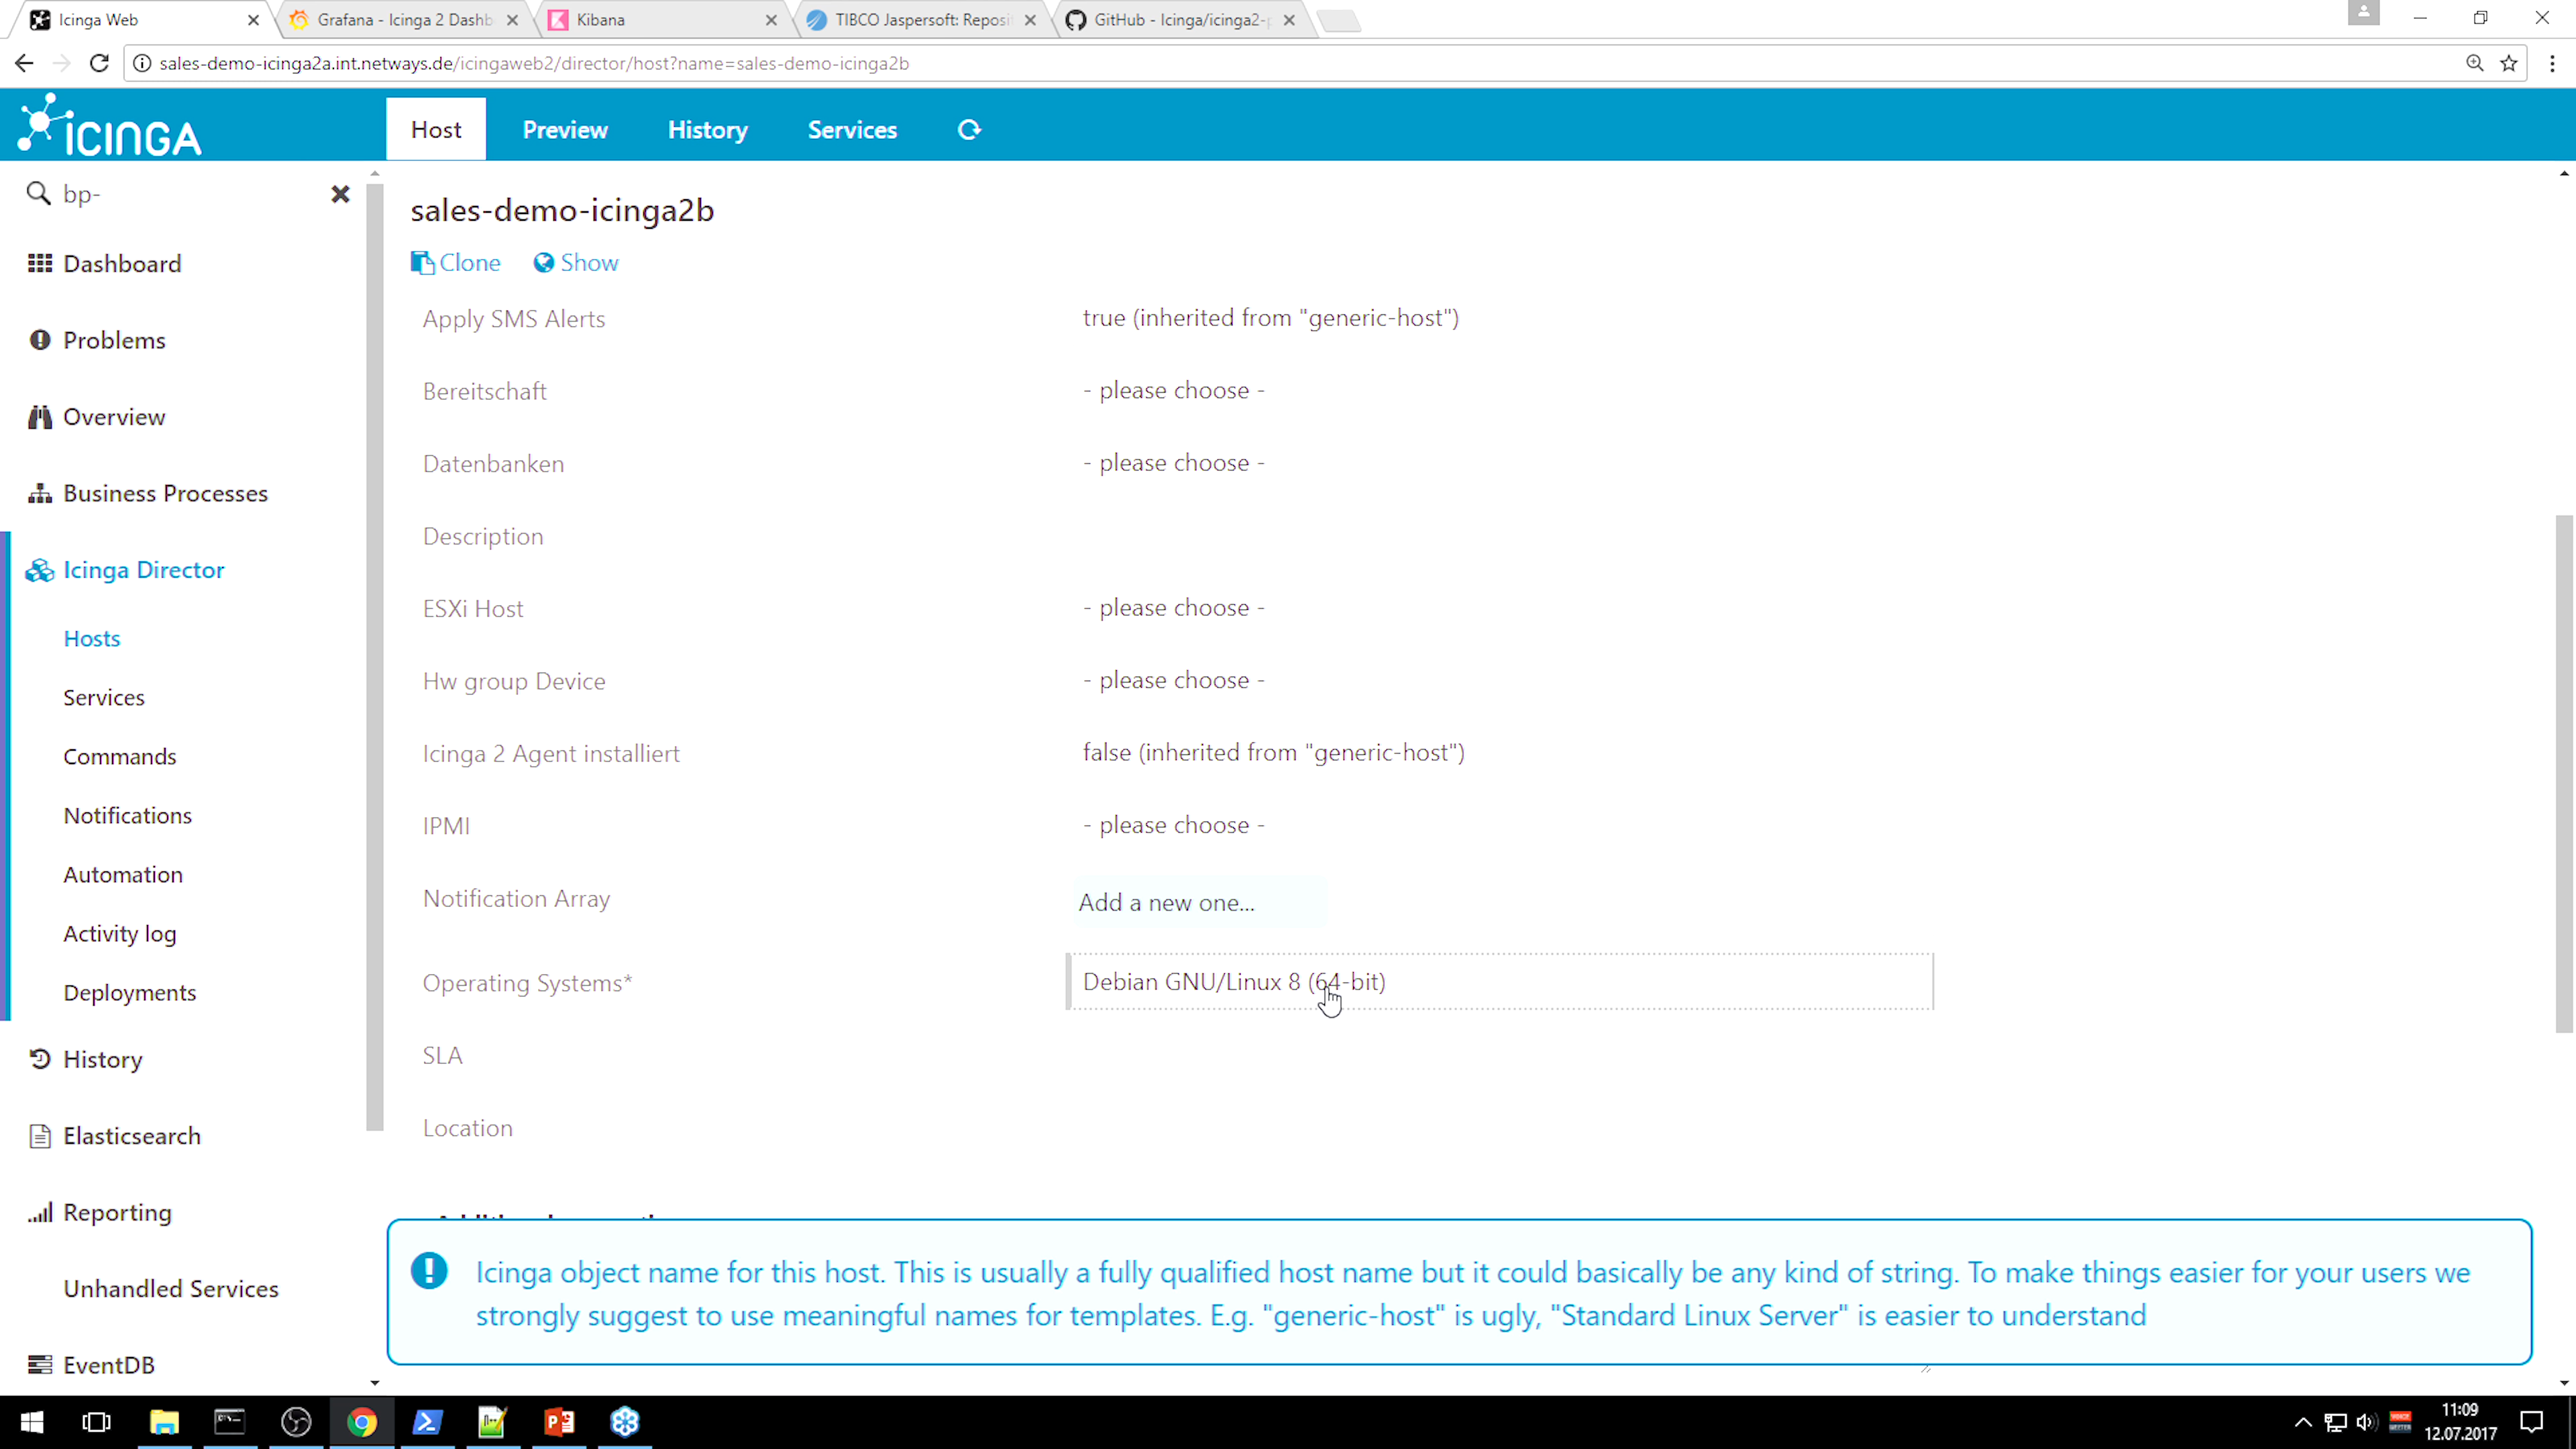 Icinga Web
Grafana - Icinga 2 Dashb
Kibana
TIBCO Jaspersoft: Reposi
GitHub - Icinga/icinga2-p
sales-demo-icinga2a.int.netways.de/icingaweb2/director/host?name=sales-demo-icinga2b
ICINGA
Host
Preview
History
Services
bp-
Dashboard
Problems
Overview
Business Processes
Icinga Director
Hosts
Services
Commands
Notifications
Automation
Activity log
Deployments
History
Elasticsearch
Reporting
Unhandled Services
EventDB
sales-demo-icinga2b
Clone Show
Apply SMS Alerts true (inherited from "generic-host")
Bereitschaft - please choose -
Datenbanken - please choose -
Description
ESXi Host - please choose -
Hw group Device - please choose -
Icinga 2 Agent installiert false (inherited from "generic-host")
IPMI - please choose -
Notification Array Add a new one...
Operating Systems* Debian GNU/Linux 8 (64-bit)
SLA
Location
Icinga object name for this host. This is usually a fully qualified host name but it could basically be any kind of string. To make things easier for your users we
strongly suggest to use meaningful names for templates. E.g. "generic-host" is ugly, "Standard Linux Server" is easier to understand
11:09
12.07.2017